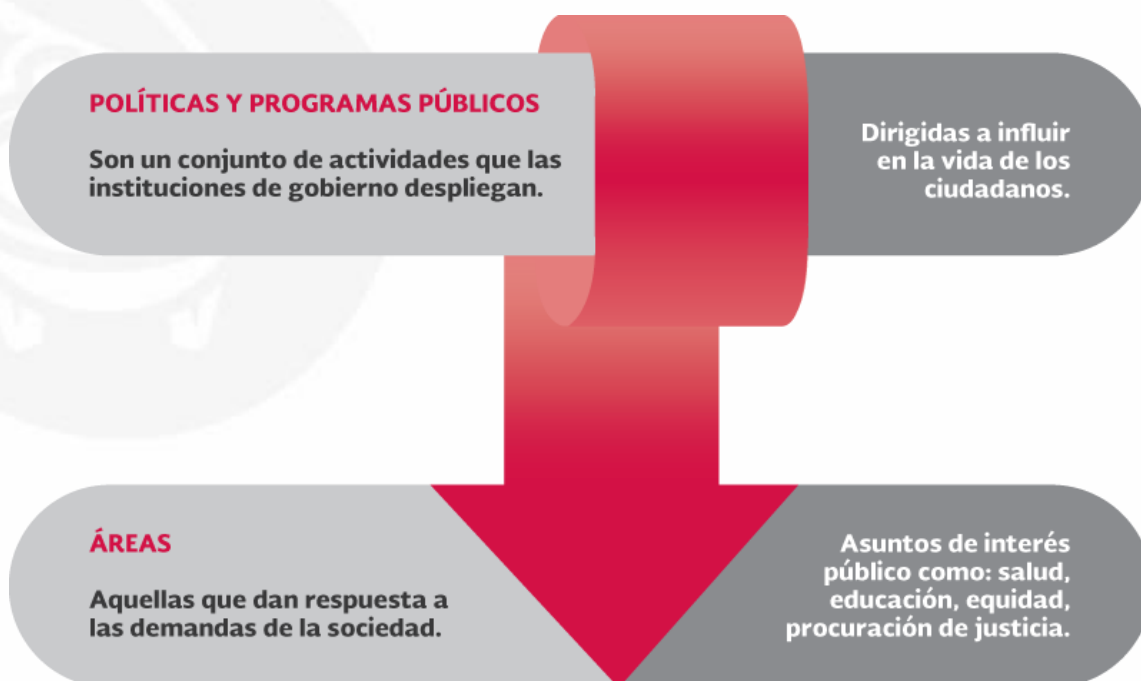 POLÍTICAS Y PROGRAMAS PÚBLICOS
Son un conjunto de actividades que las
instituciones de gobierno despliegan.
Dirigidas a influir
en la vida de los
ciudadanos.
ÁREAS
Aquellas que dan respuesta a
las demandas de la sociedad.
Asuntos de interés
público como: salud,
educación, equidad,
procuración de justicia.